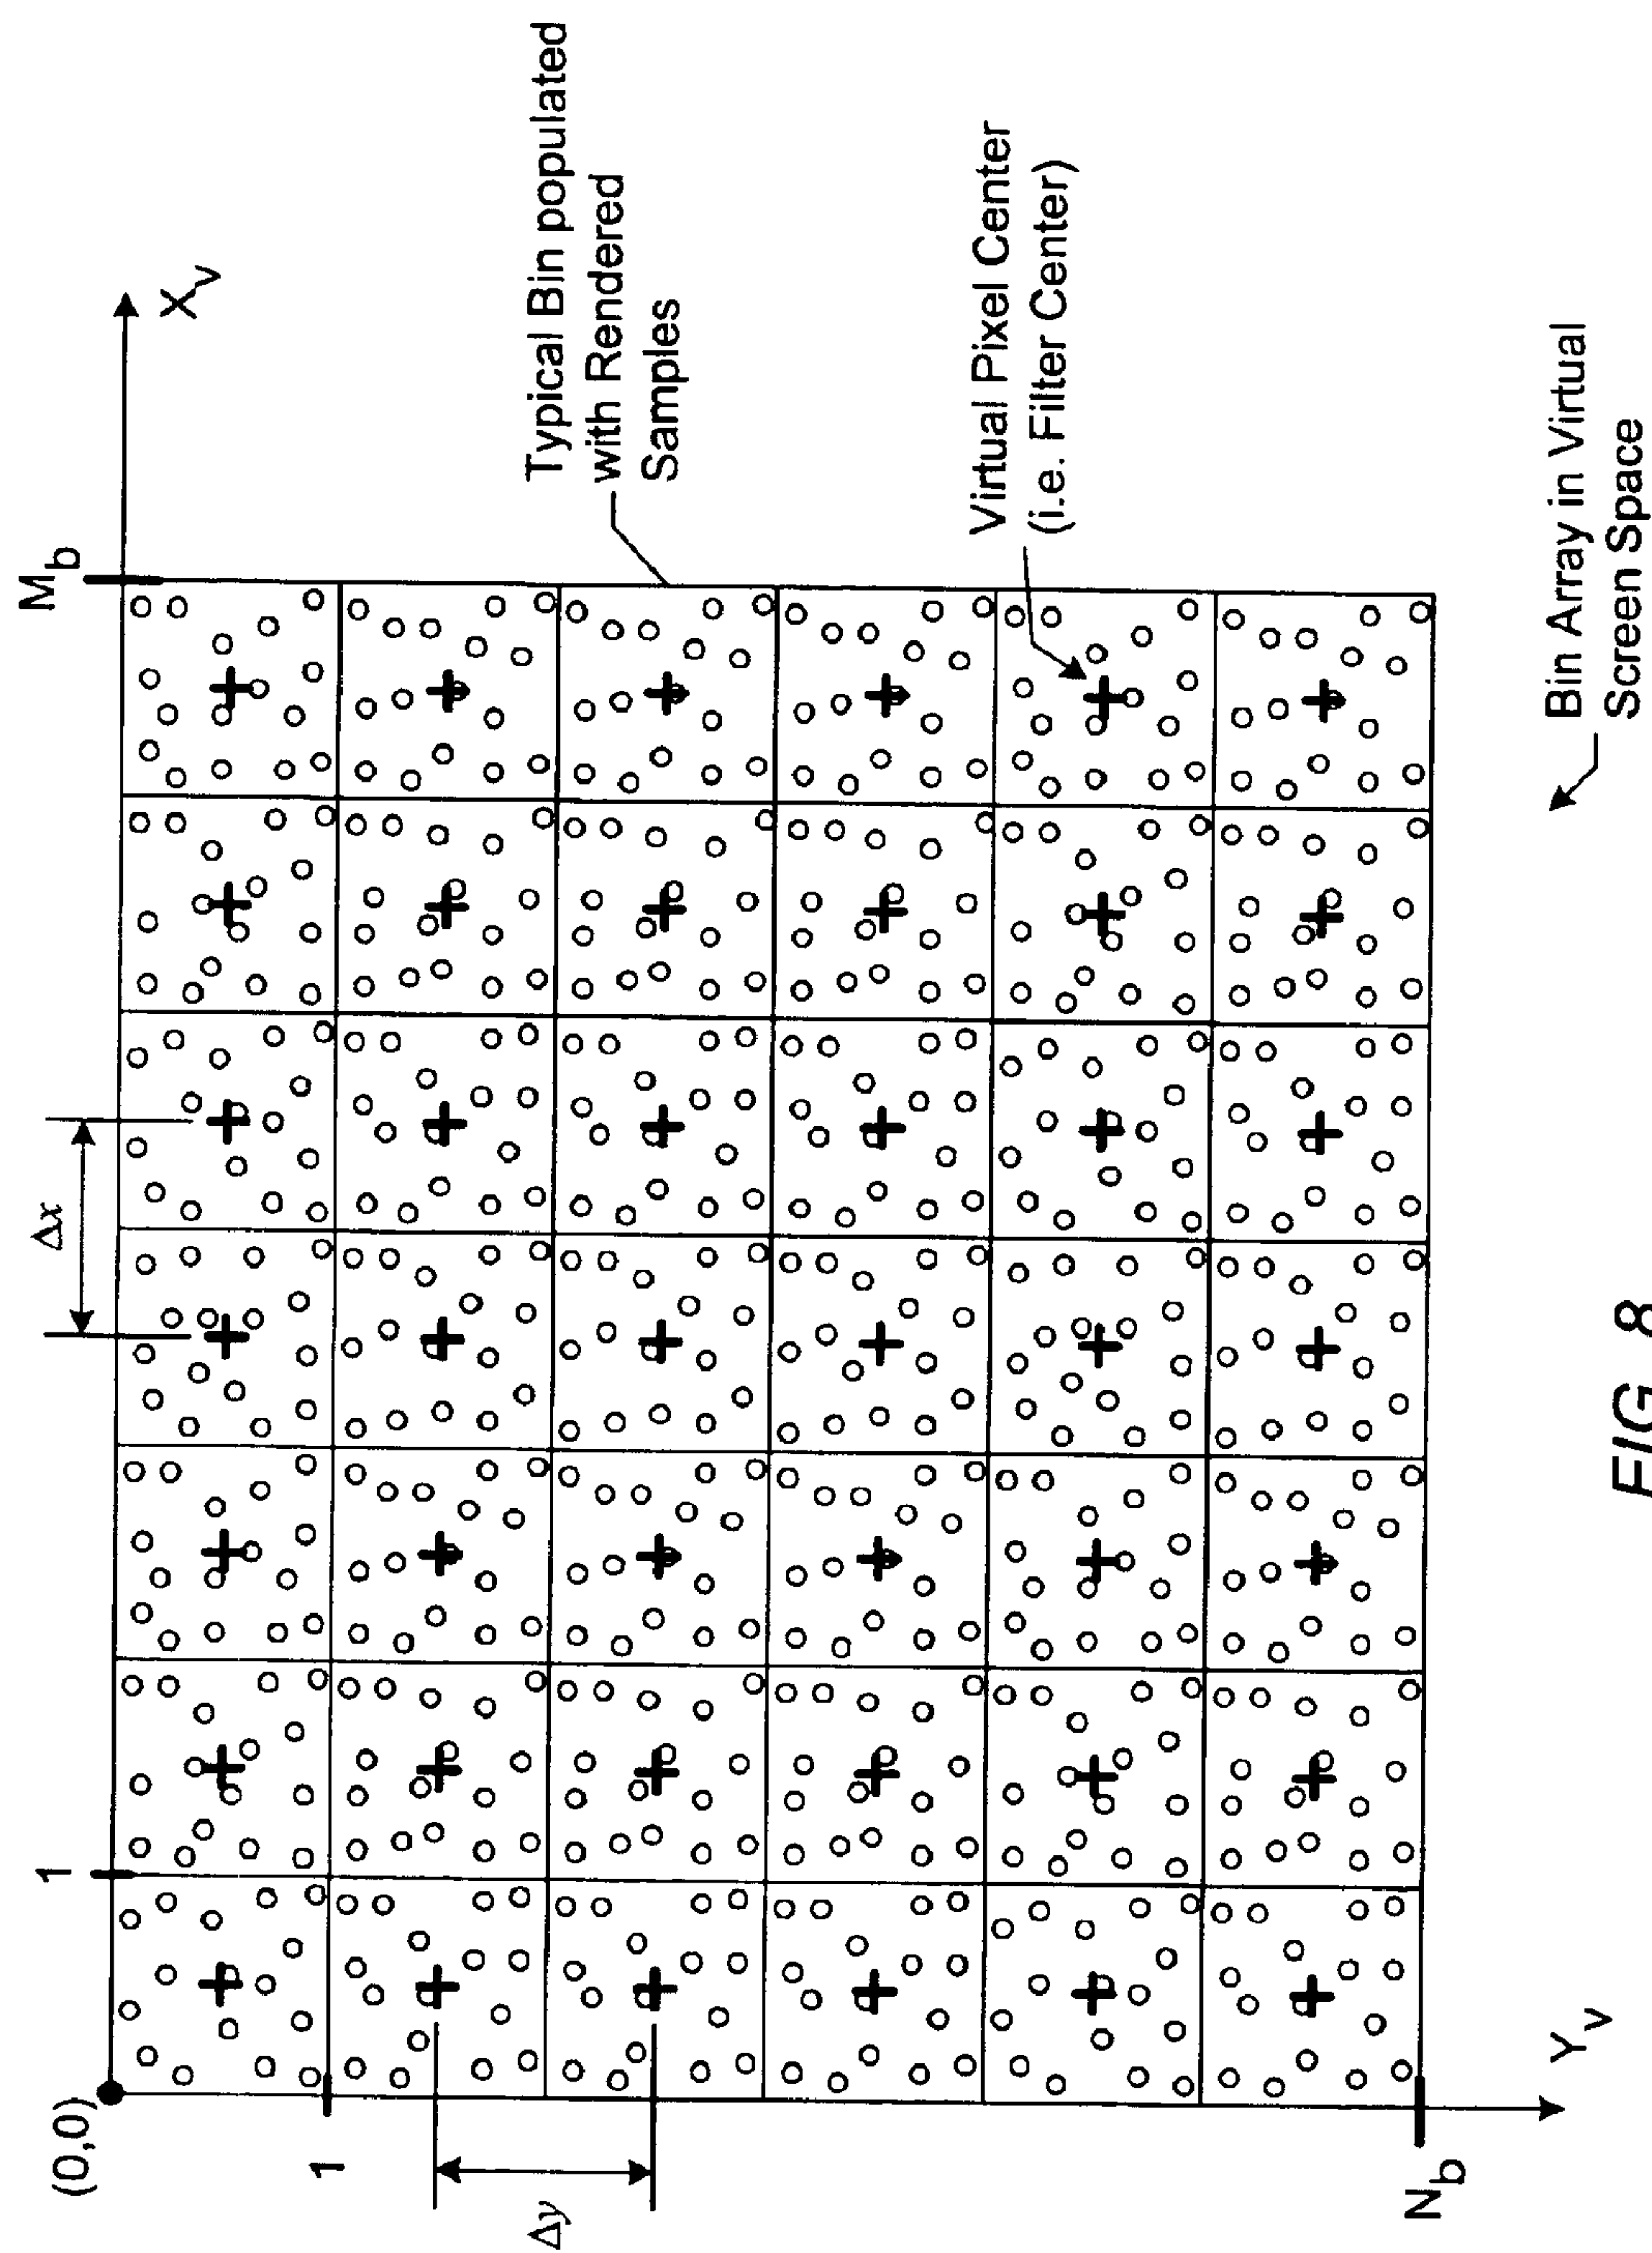 (0,0)
1
Δx
M_b
X_v
1
Δy
N_b
Y_v
Typical Bin populated
with Rendered
Samples
Virtual Pixel Center
(i.e. Filter Center)
Bin Array in Virtual
Screen Space
FIG. 8